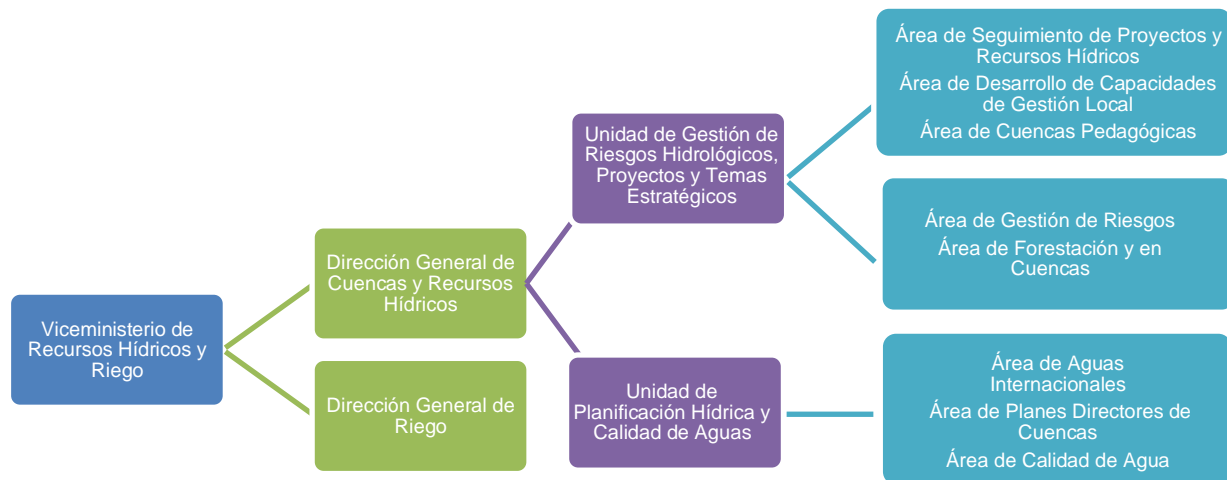 Viceministerio de
Recursos Hídricos y
Riego
Dirección General de
Cuencas y Recursos
Hídricos
Dirección General de
Riego
Unidad de Gestión de
Riesgos Hidrológicos,
Proyectos y Temas
Estratégicos
Unidad de
Planificación Hídrica y
Calidad de Aguas
Área de Seguimiento de Proyectos y
Recursos Hídricos
Área de Desarrollo de Capacidades
de Gestión Local
Área de Cuencas Pedagógicas
Área de Gestión de Riesgos
Área de Forestación y en
Cuencas
Área de Aguas
Internacionales
Área de Planes Directores de
Cuencas
Área de Calidad de Agua